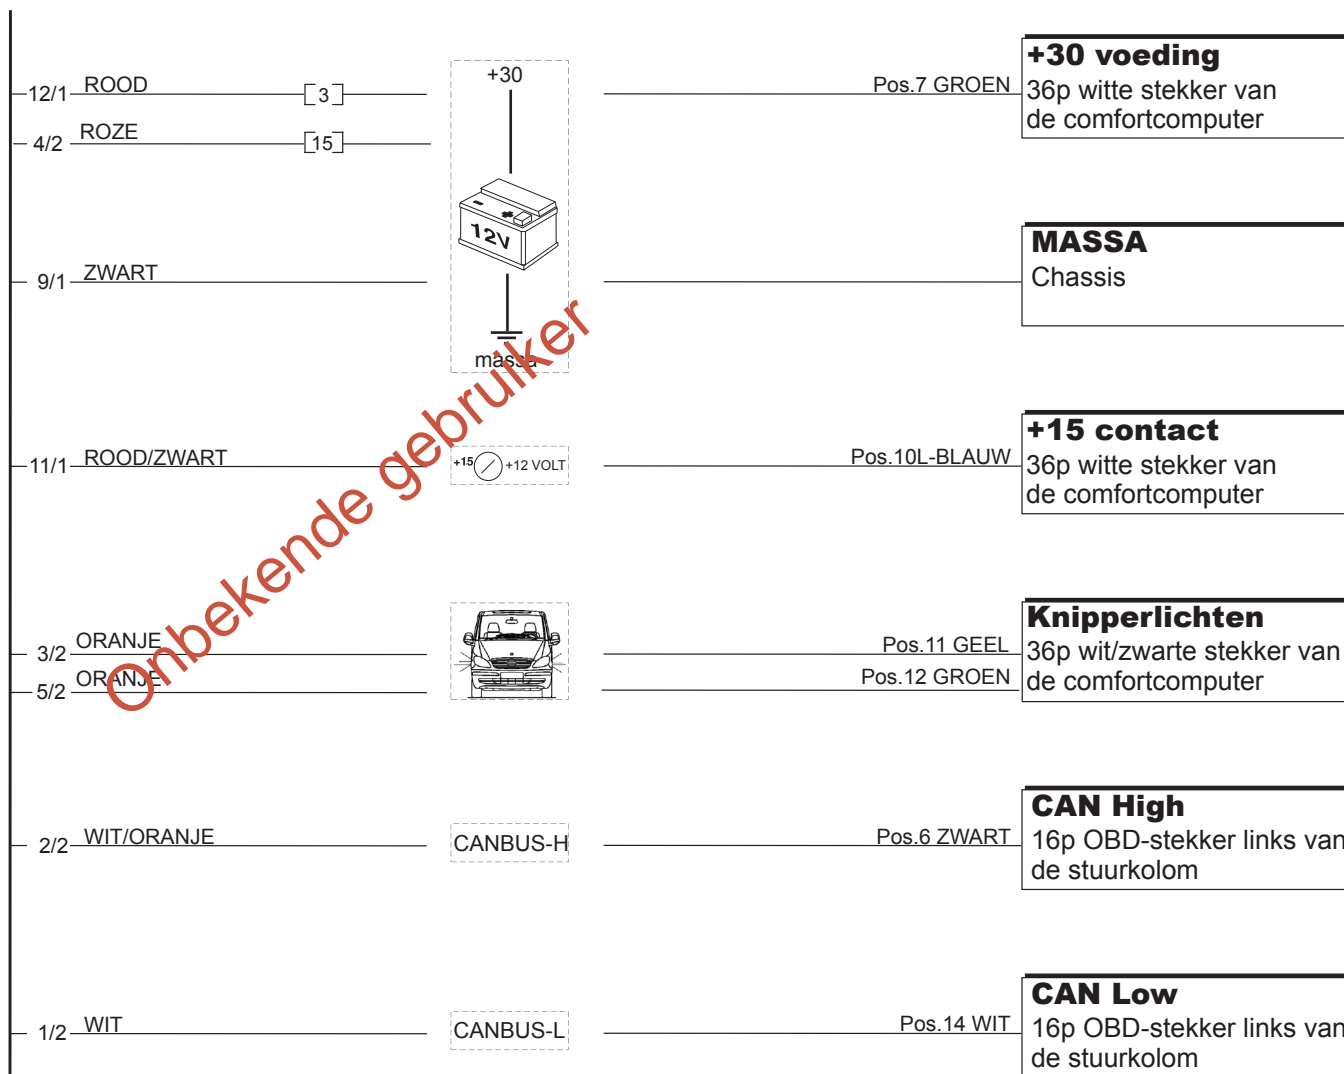 12/1 ROOD [3] +30 Pos.7 GROEN
+30 voeding
36p witte stekker van
de comfortcomputer
4/2 ROZE [15]
12V
9/1 ZWART
massa
MASSA
Chassis
11/1 ROOD/ZWART +15 +12 VOLT Pos.10L-BLAUW
+15 contact
36p witte stekker van
de comfortcomputer
3/2 ORANJE Pos.11 GEEL
5/2 ORANJE Pos.12 GROEN
Knipperlichten
36p wit/zwarte stekker van
de comfortcomputer
2/2 WIT/ORANJE CANBUS-H Pos.6 ZWART
CAN High
16p OBD-stekker links van
de stuurkolom
1/2 WIT CANBUS-L Pos.14 WIT
CAN Low
16p OBD-stekker links van
de stuurkolom
Onbekende gebruiker